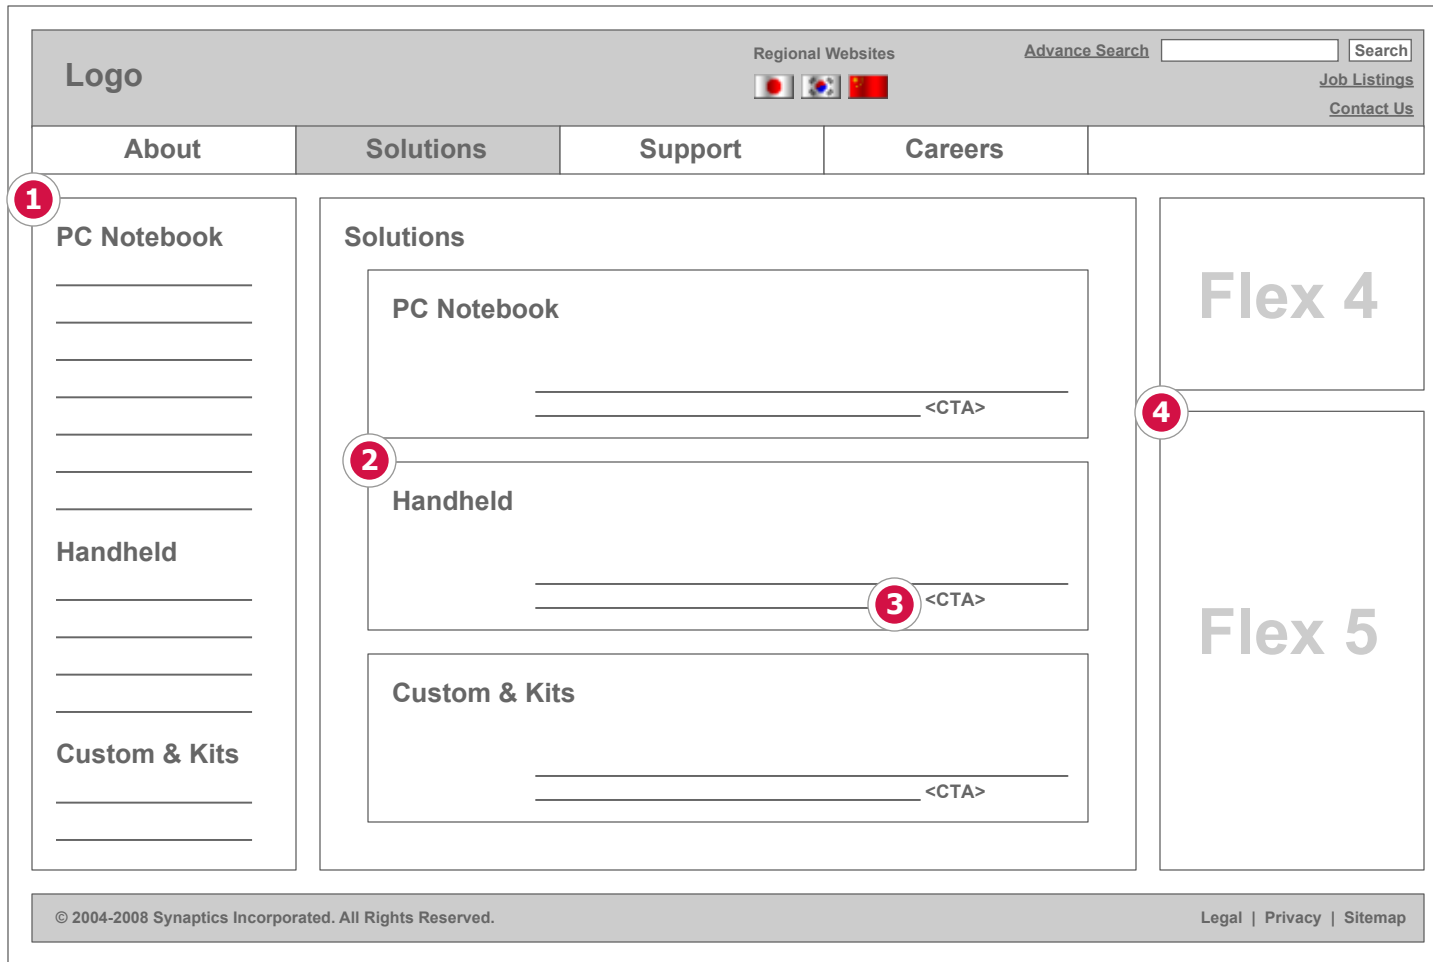 Logo
Regional Websites
Advance Search
Search
Job Listings
Contact Us
About
Solutions
Support
Careers
1
PC Notebook
Handheld
Custom & Kits
Solutions
PC Notebook
<CTA>
2
Handheld
3
<CTA>
Custom & Kits
<CTA>
Flex 4
4
Flex 5
© 2004-2008 Synaptics Incorporated. All Rights Reserved.
Legal | Privacy | Sitemap